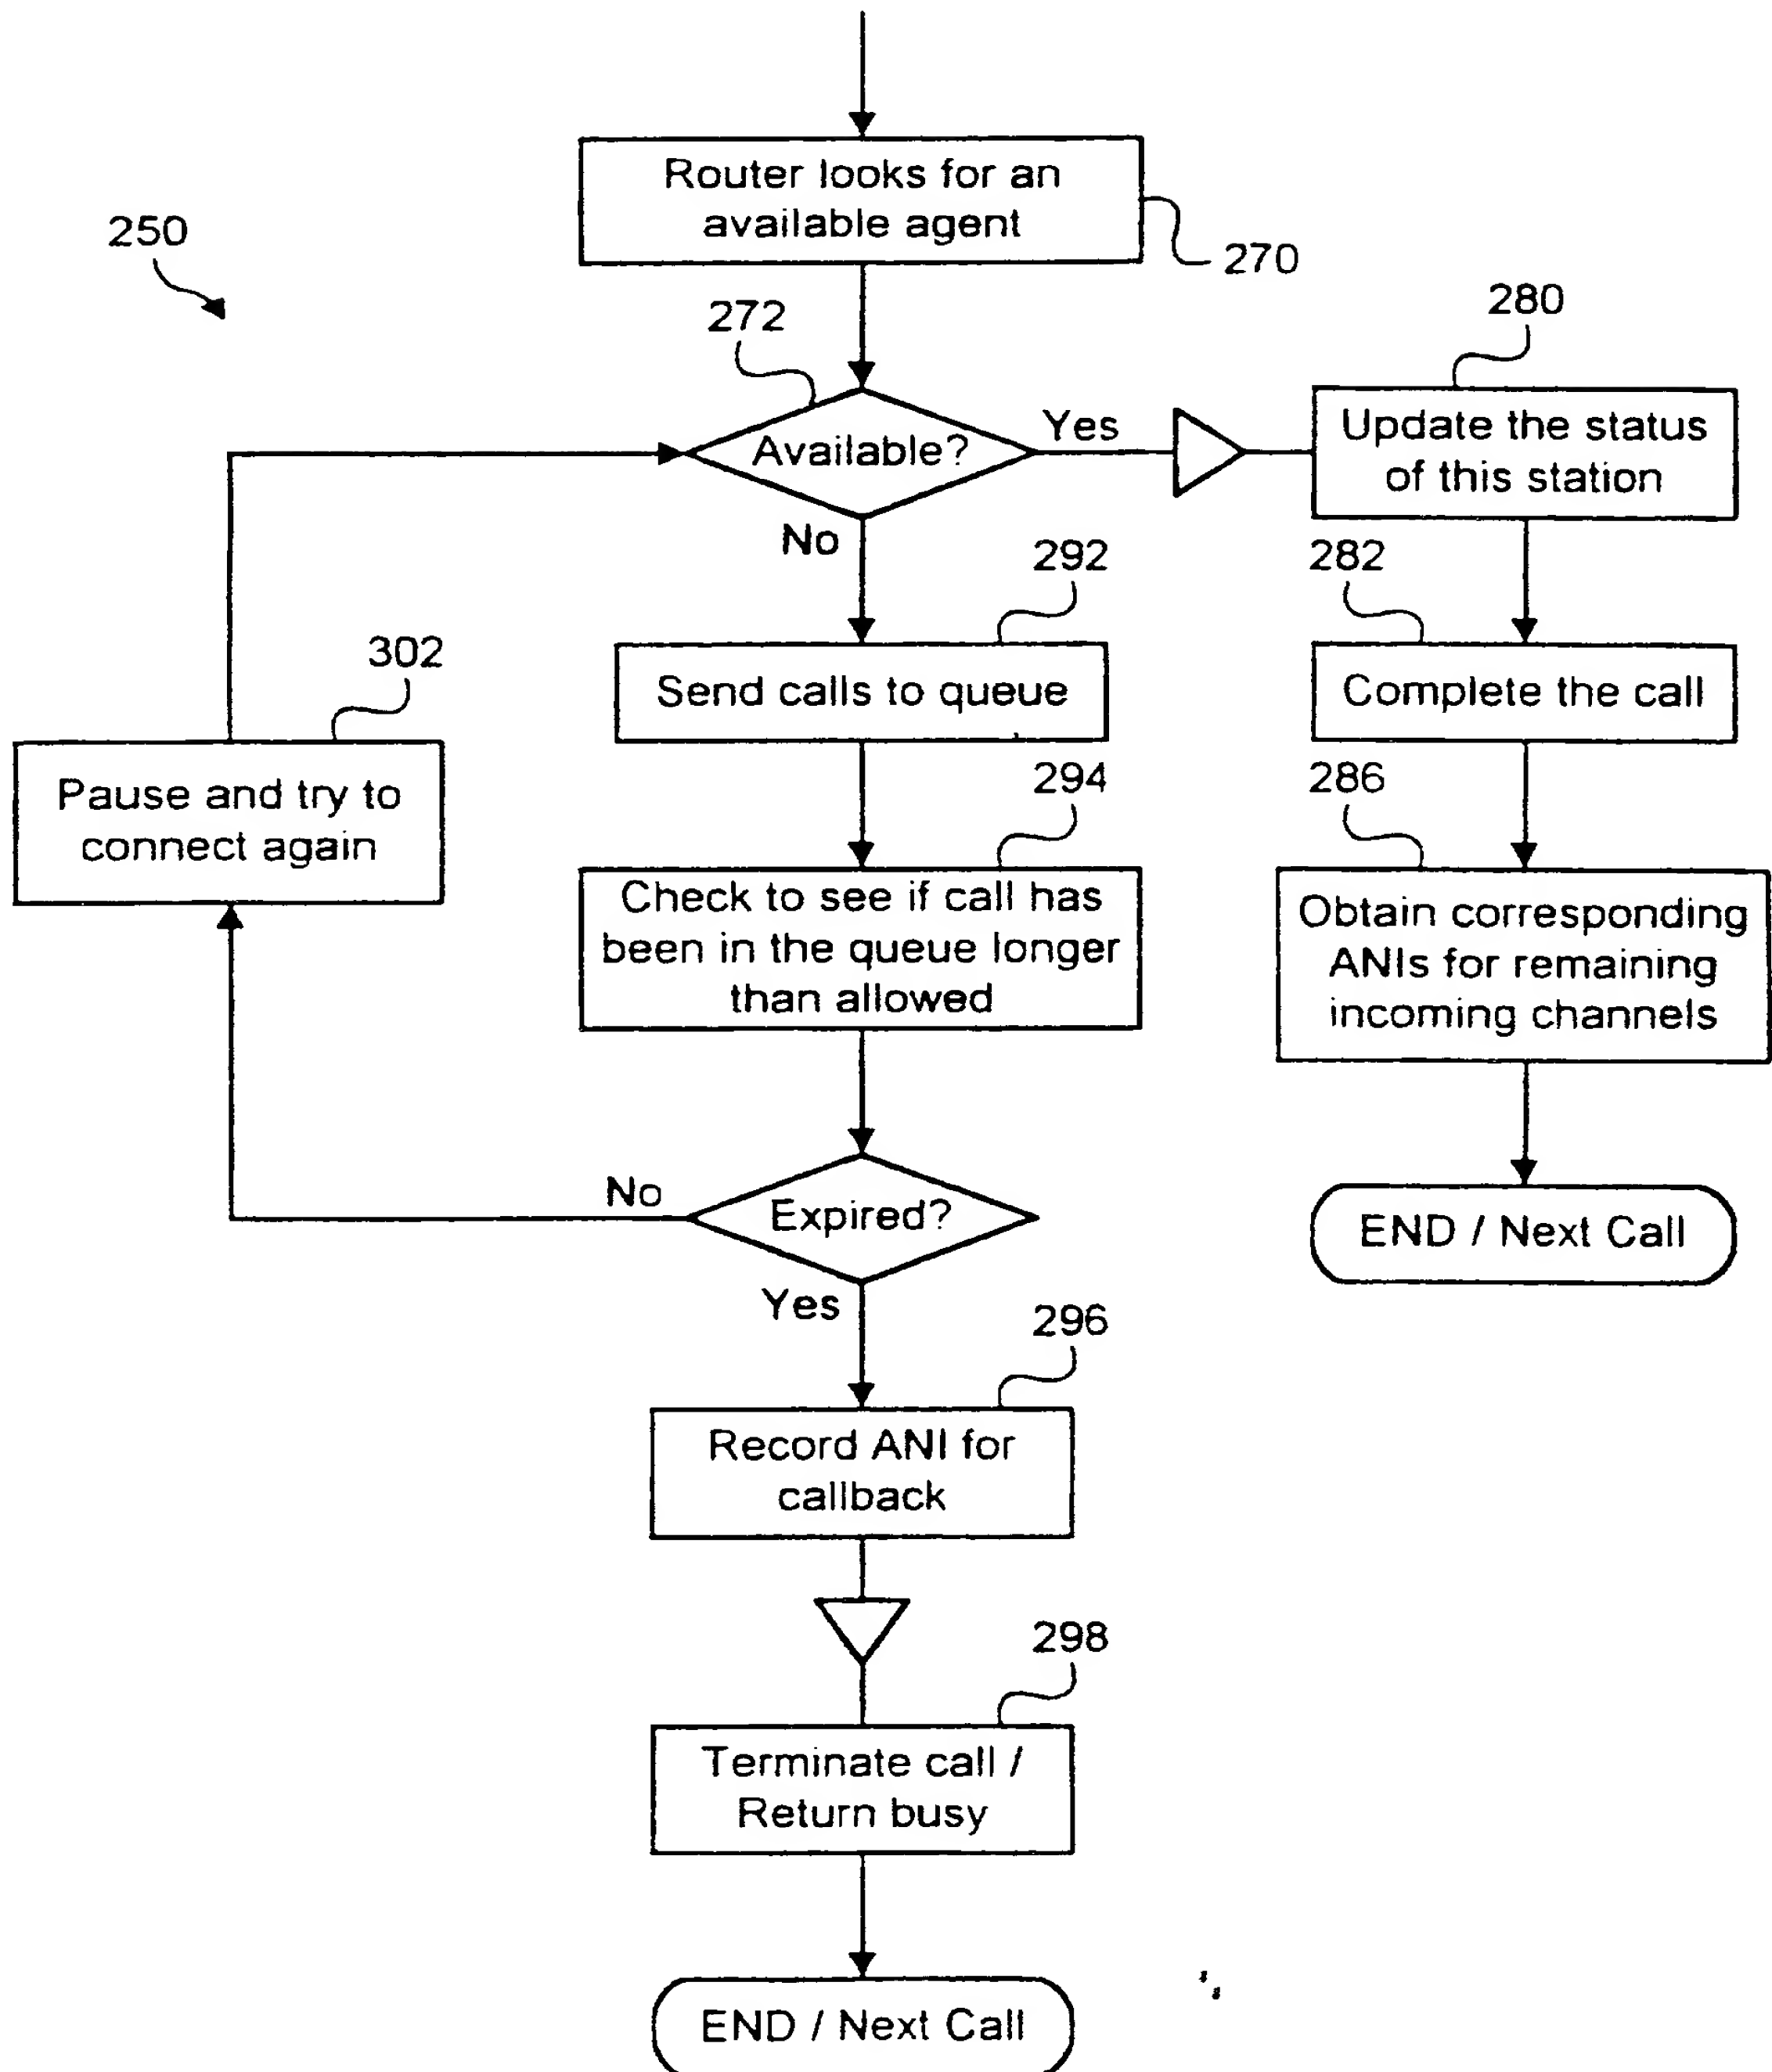 Router looks for an
available agent
250
270
272
280
Available?
Yes
Update the status
of this station
No
292
282
302
Send calls to queue
Complete the call
Pause and try to
connect again
294
286
Check to see if call has
been in the queue longer
than allowed
Obtain corresponding
ANIs for remaining
incoming channels
No
Expired?
END / Next Call
Yes
296
Record ANI for
callback
298
Terminate call /
Return busy
END / Next Call